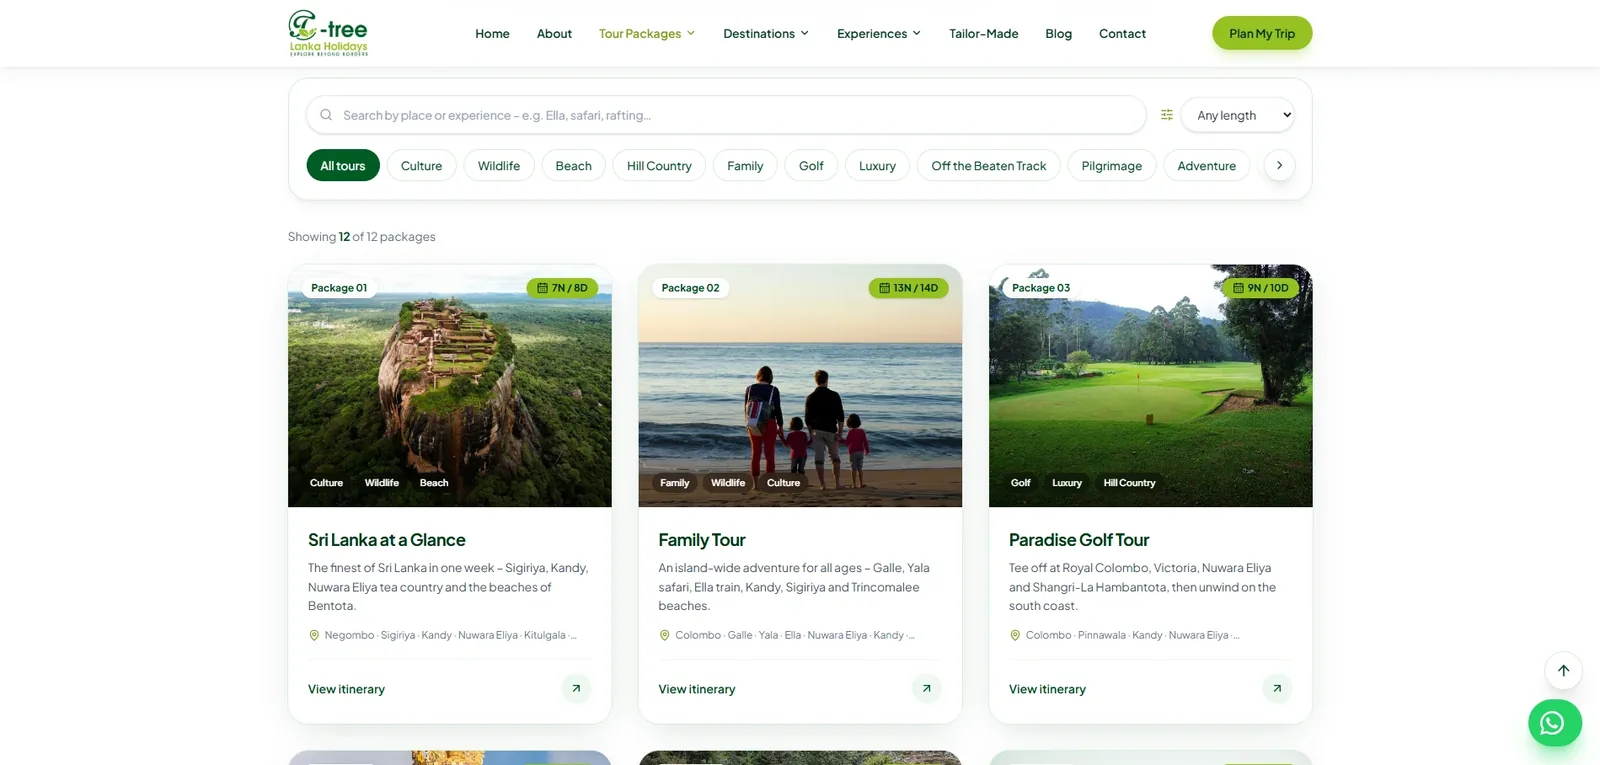 -tree
Lanka Holidays
EXPLORE BEYOND BORDERS
Home About Tour Packages Destinations Experiences Tailor-Made Blog Contact Plan My Trip
Search by place or experience – e.g. Ella, safari, rafting... Any length
All tours Culture Wildlife Beach Hill Country Family Golf Luxury Off the Beaten Track Pilgrimage Adventure
Showing 12 of 12 packages
Package 01 7N / 8D
Culture Wildlife Beach
Sri Lanka at a Glance
The finest of Sri Lanka in one week – Sigiriya, Kandy,
Nuwara Eliya tea country and the beaches of
Bentota.
Negombo · Sigiriya · Kandy · Nuwara Eliya · Kitulgala ·...
View itinerary
Package 02 13N / 14D
Family Wildlife Culture
Family Tour
An island-wide adventure for all ages – Galle, Yala
safari, Ella train, Kandy, Sigiriya and Trincomalee
beaches.
Colombo · Galle · Yala · Ella · Nuwara Eliya · Kandy ·...
View itinerary
Package 03 9N / 10D
Golf Luxury Hill Country
Paradise Golf Tour
Tee off at Royal Colombo, Victoria, Nuwara Eliya
and Shangri-La Hambantota, then unwind on the
south coast.
Colombo · Pinnawala · Kandy · Nuwara Eliya ·...
View itinerary